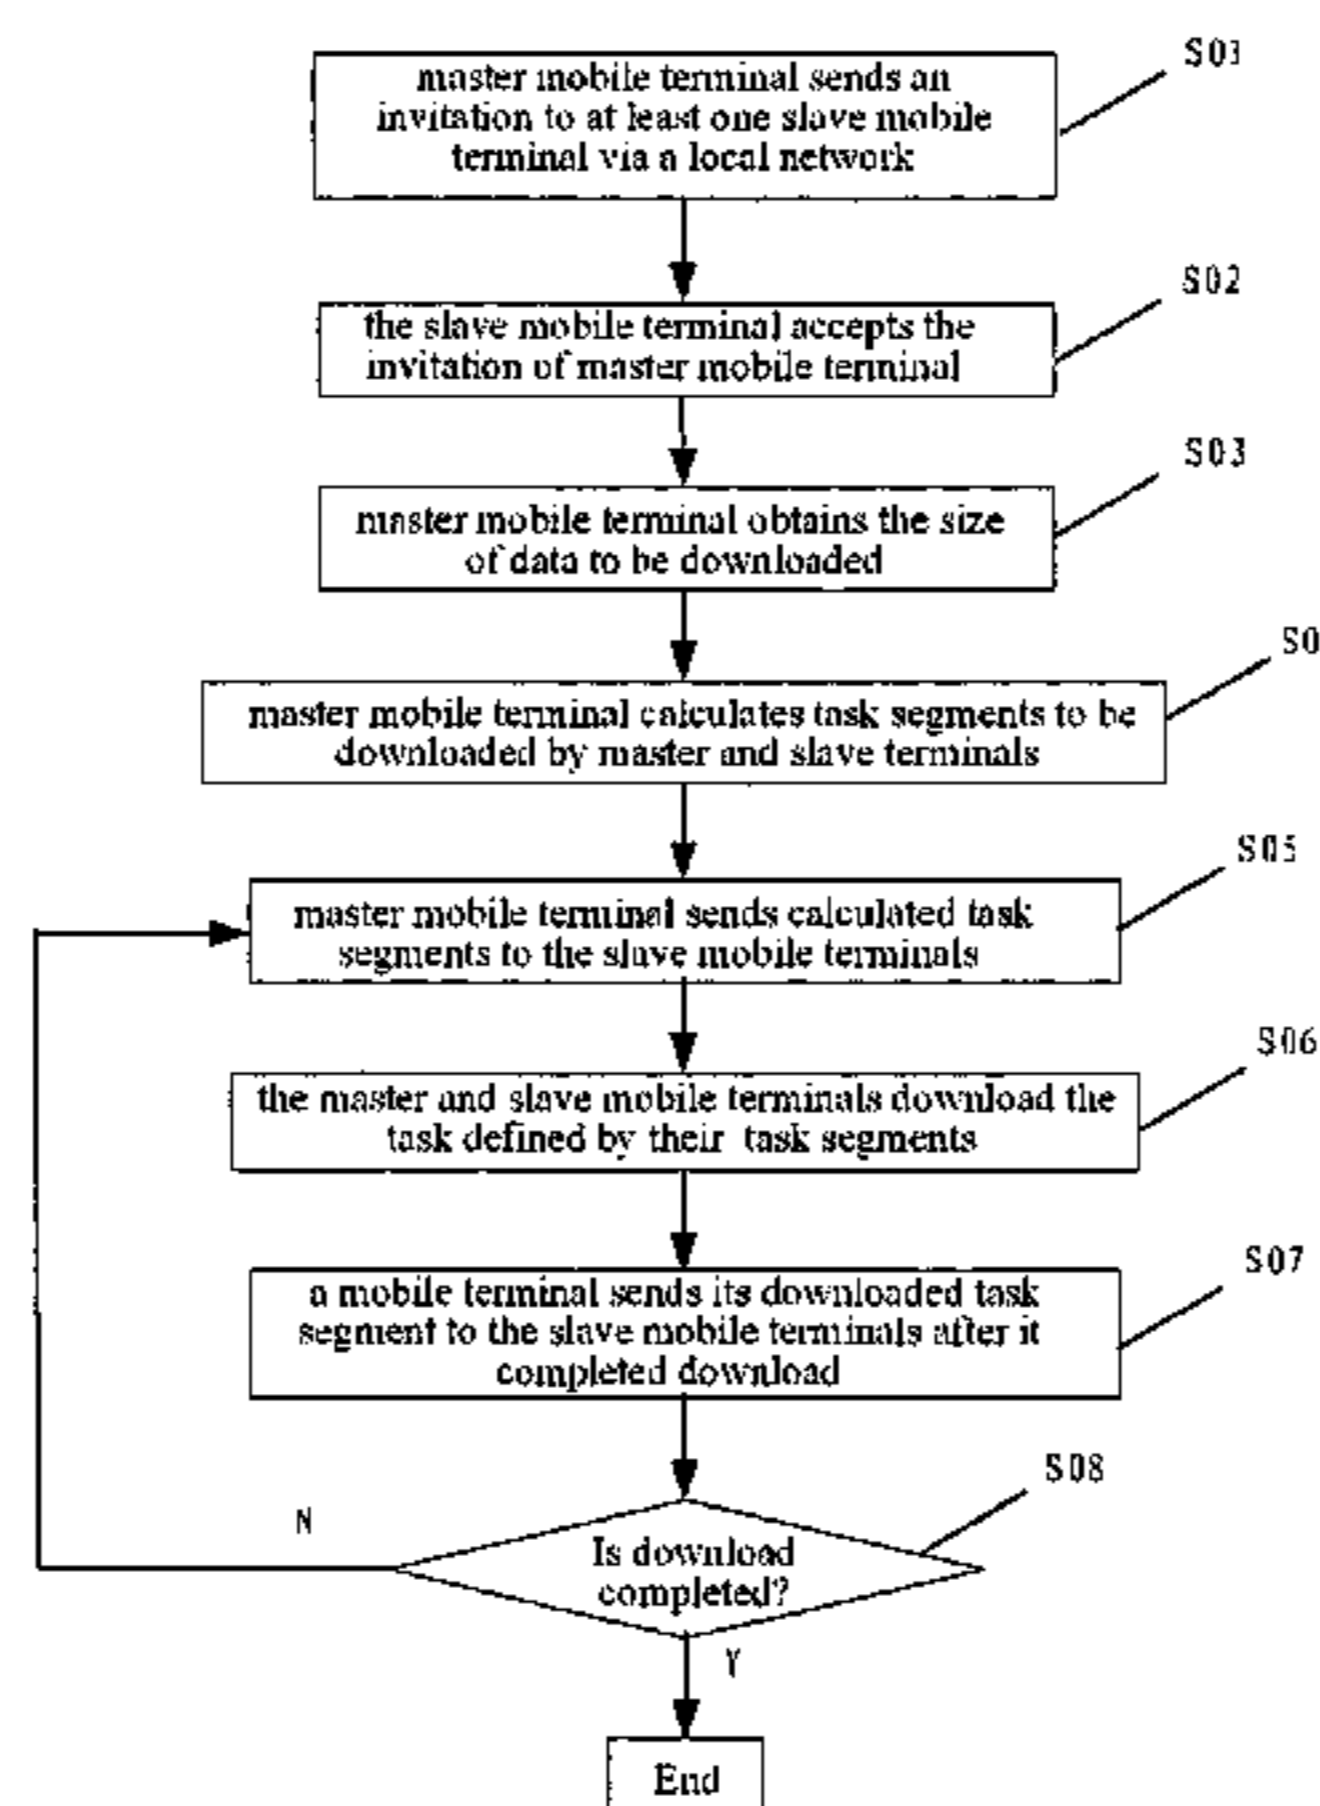 S01
master mobile terminal sends an
invitation to at least one slave mobile
terminal via a local network
S02
the slave mobile terminal accepts the
invitation of master mobile terminal
S03
master mobile terminal obtains the size
of data to be downloaded
S0
master mobile terminal calculates task segments to be
downloaded by master and slave terminals
S05
master mobile terminal sends calculated task
segments to the slave mobile terminals
S06
the master and slave mobile terminals download the
task defined by their task segments
S07
a mobile terminal sends its downloaded task
segment to the slave mobile terminals after it
completed download
S08
N
Is download
completed?
Y
End